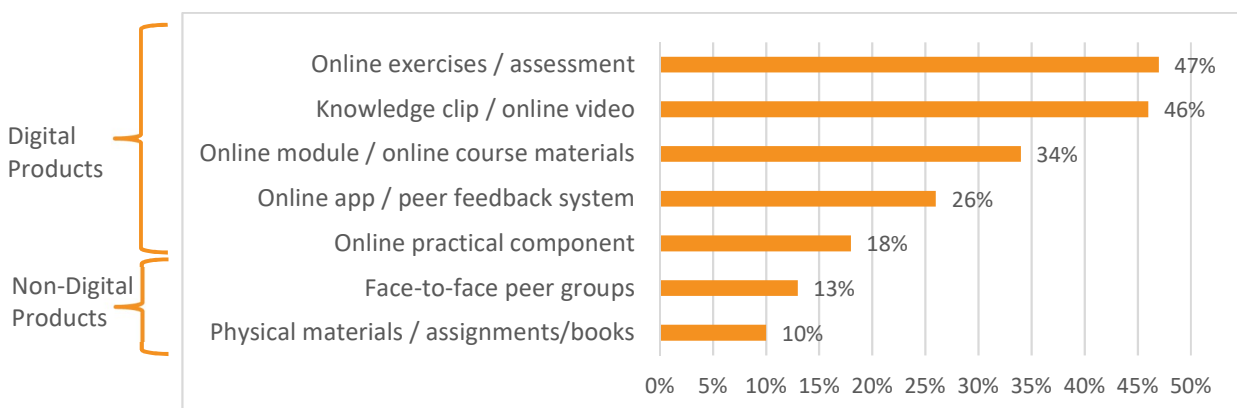 Digital
Products
Non-Digital
Products
Online exercises / assessment 47%
Knowledge clip / online video 46%
Online module / online course materials 34%
Online app / peer feedback system 26%
Online practical component 18%
Face-to-face peer groups 13%
Physical materials / assignments/books 10%
0% 5% 10% 15% 20% 25% 30% 35% 40% 45% 50%